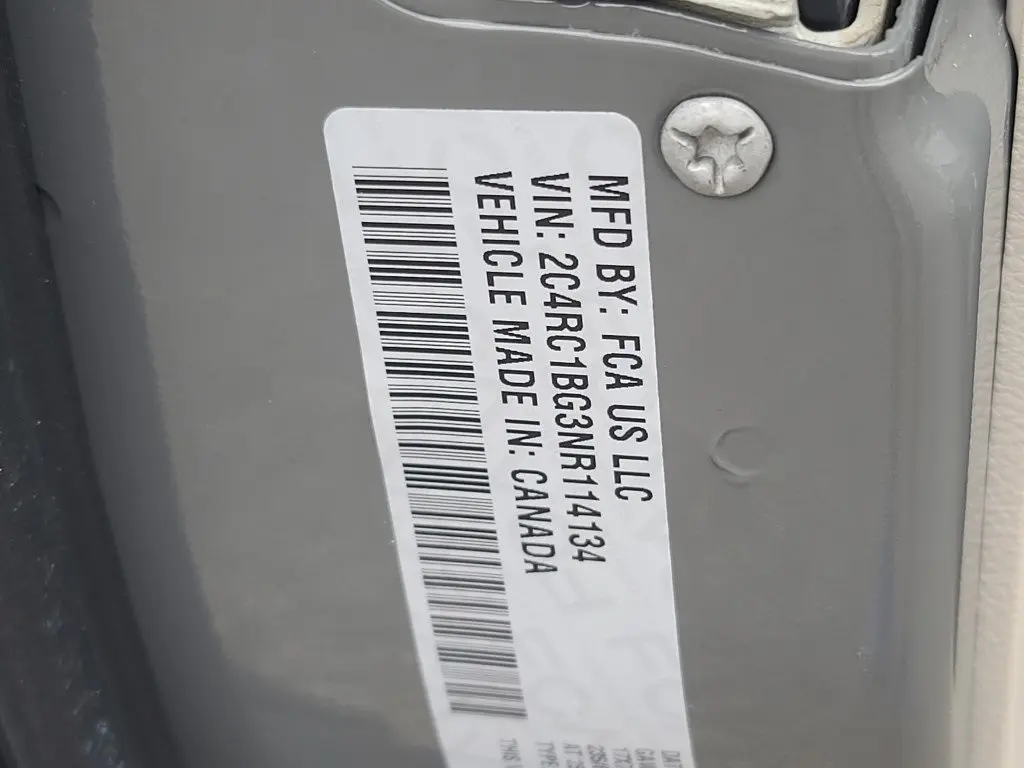 MFD BY: FCA US LLC
VIN: 2C4RC1BG3NR114134
VEHICLE MADE IN: CANADA